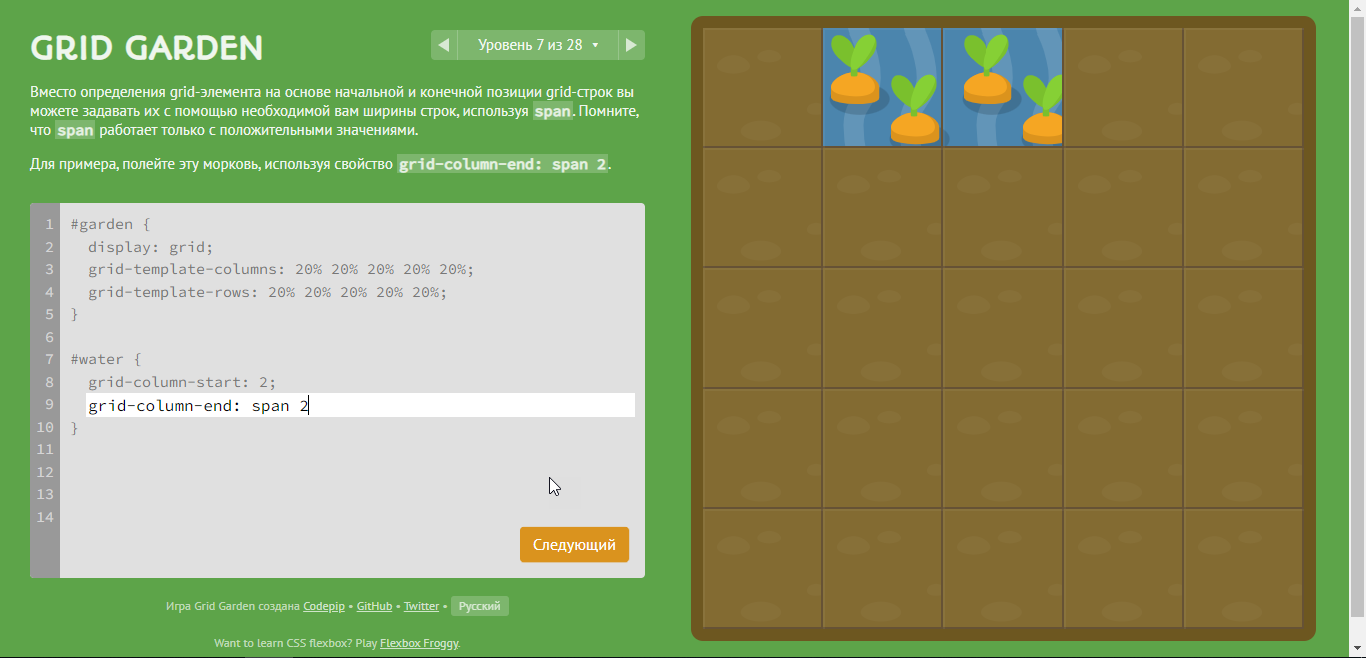 GRID GARDEN
◀ Уровень 7 из 28 ▼ ▶
Вместо определения grid-элемента на основе начальной и конечной позиции grid-строк вы
можете задавать их с помощью необходимой вам ширины строк, используя span. Помните,
что span работает только с положительными значениями.
Для примера, полейте эту морковь, используя свойство grid-column-end: span 2.
1 #garden {
2 display: grid;
3 grid-template-columns: 20% 20% 20% 20% 20%;
4 grid-template-rows: 20% 20% 20% 20% 20%;
5 }
6
7 #water {
8 grid-column-start: 2;
9 grid-column-end: span 2
10 }
11
12
13
14
Следующий
Игра Grid Garden создана Codepip • GitHub • Twitter • Русский
Want to learn CSS flexbox? Play Flexbox Froggy.